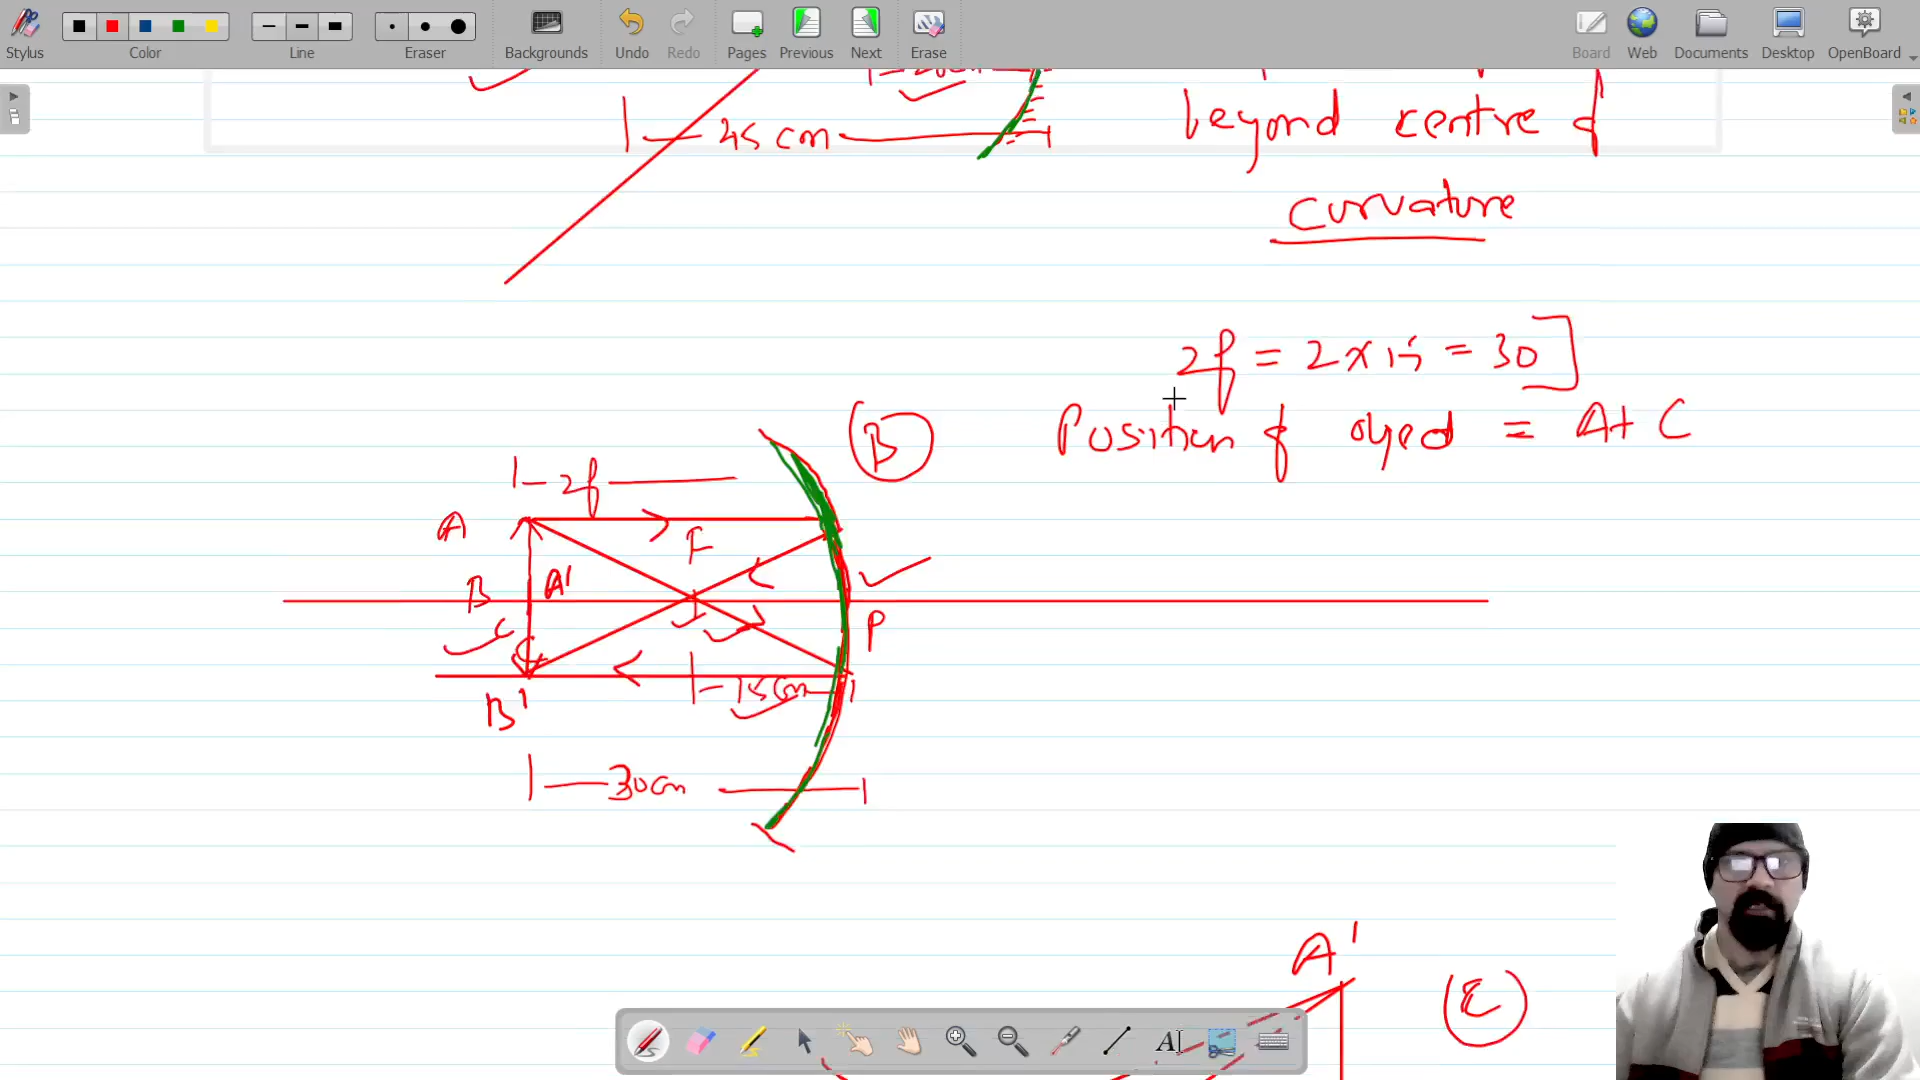 Stylus Color Line Eraser Backgrounds Undo Redo Pages Previous Next Erase Board Web Documents Desktop OpenBoard
45 cm
beyond centre of
curvature
2f = 2 x 15 = 30
Position of object = At C
B
2f
A
F
B A'
C
P
15cm
B'
30cm
A'
E